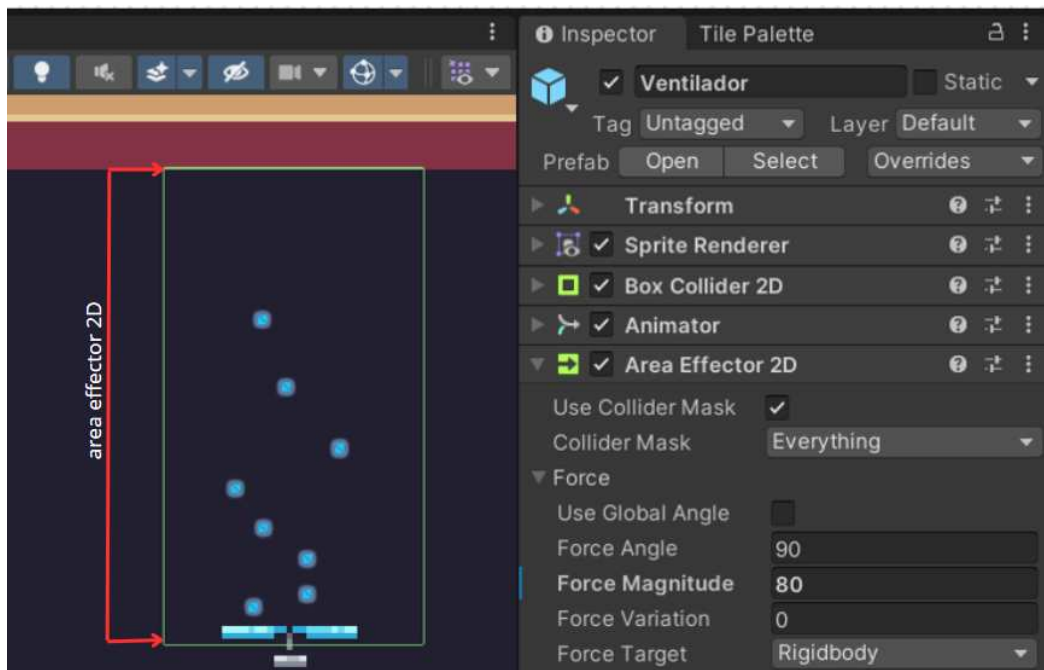 Inspector Tile Palette
Ventilador Static
Tag Untagged Layer Default
Prefab Open Select Overrides
Transform
Sprite Renderer
Box Collider 2D
Animator
Area Effector 2D
Use Collider Mask
Collider Mask Everything
Force
Use Global Angle
Force Angle 90
Force Magnitude 80
Force Variation 0
Force Target Rigidbody
area effector 2D